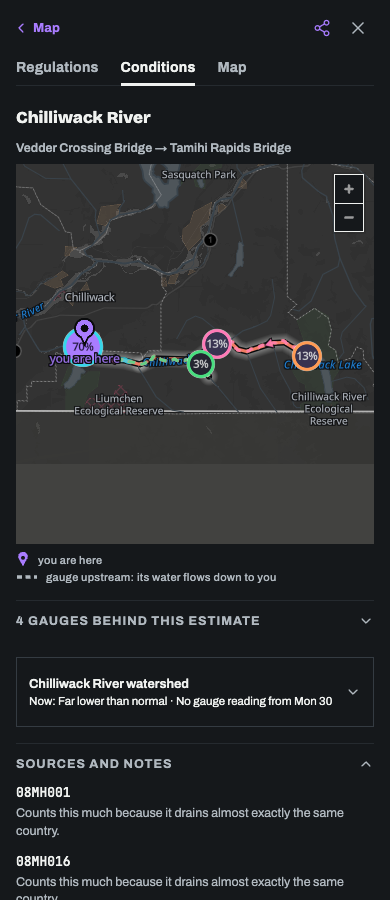 Map
Regulations
Conditions
Map
Chilliwack River
Vedder Crossing Bridge → Tamihi Rapids Bridge
Sasquatch Park
+
−
1
River
Chilliwack
70%
you are here
13%
3%
13%
Lake
Liumchen
Ecological Reserve
Chilliwack River
Ecological
Reserve
you are here
gauge upstream: its water flows down to you
4 GAUGES BEHIND THIS ESTIMATE
Chilliwack River watershed
Now: Far lower than normal · No gauge reading from Mon 30
SOURCES AND NOTES
08MH001
Counts this much because it drains almost exactly the same
country.
08MH016
Counts this much because it drains almost exactly the same
country.